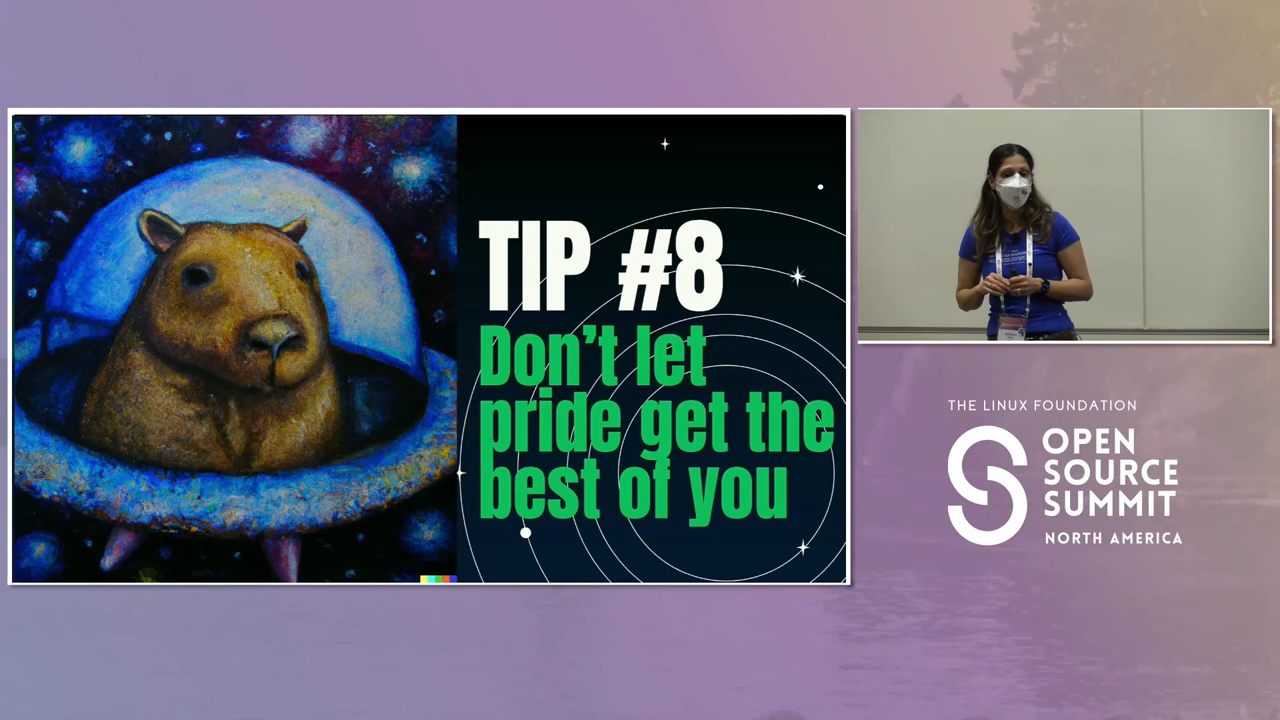 TIP #8
Don't let
pride get the
best of you
THE LINUX FOUNDATION
OPEN
SOURCE
SUMMIT
NORTH AMERICA